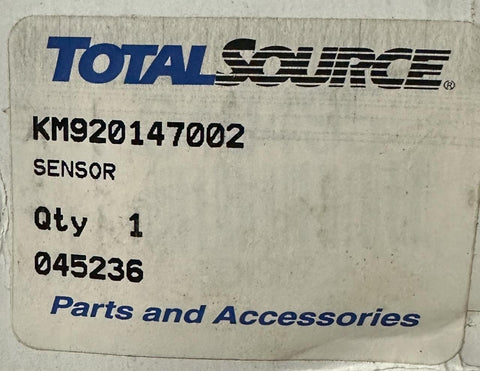 TOTALSOURCE®
KM920147002
SENSOR
Qty 1
045236
Parts and Accessories